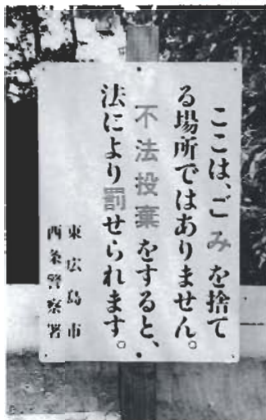 ここは、ごみを捨て
る場所ではありません。
不法投棄をすると、
法により罰せられます。
東広島市
西条警察署